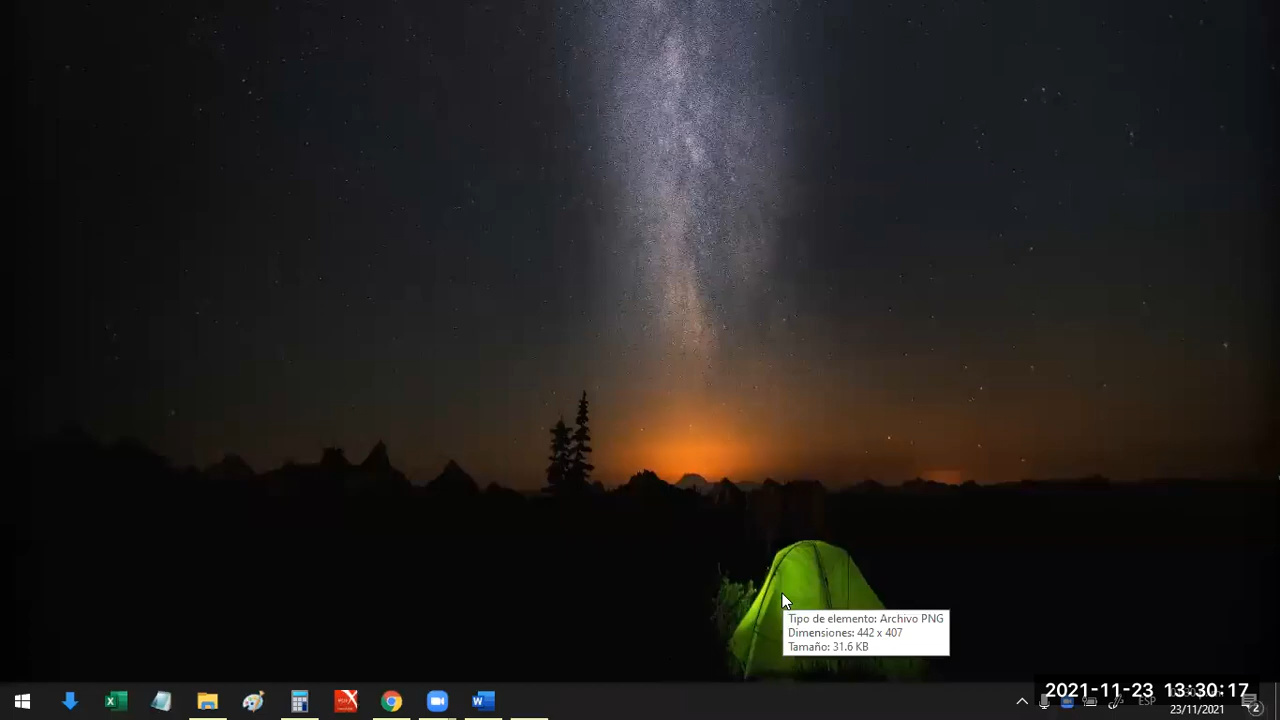 Tipo de elemento: Archivo PNG
Dimensiones: 442 x 407
Tamaño: 31.6 KB
2021-11-23 13:30:17
ESP
23/11/2021
2